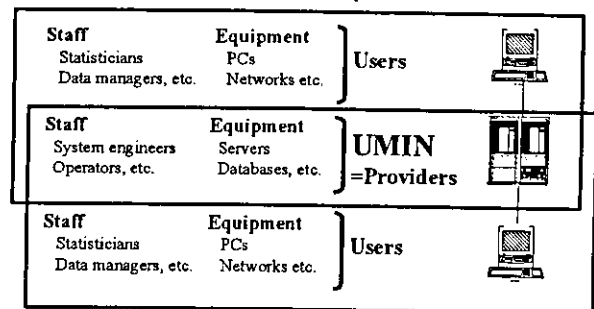 Staff Equipment
Statisticians PCs Users
Data managers, etc. Networks etc.
Staff Equipment
System engineers Servers UMIN
Operators, etc. Databases, etc. =Providers
Staff Equipment
Statisticians PCs Users
Data managers, etc. Networks etc.